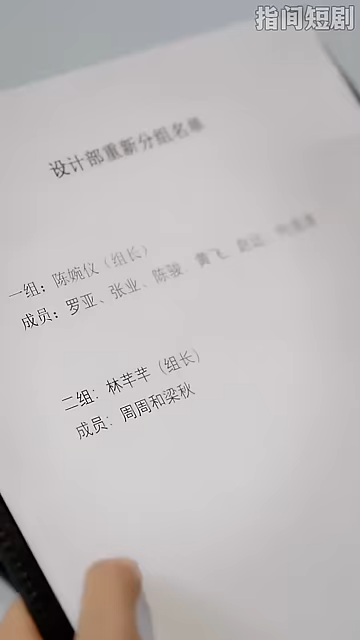 指间短剧
设计部重新分组名单
一组：陈婉仪（组长）
成员：罗亚、张业、陈骏、黄飞、赵运、
二组：林芊芊（组长）
成员：周周和梁秋